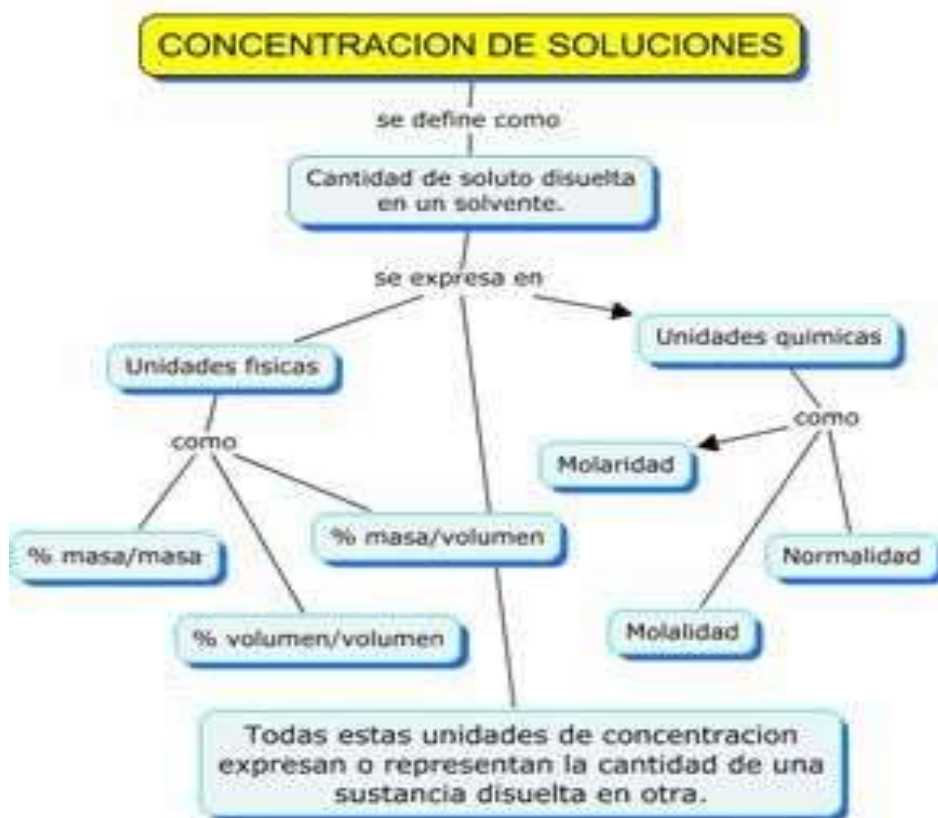 CONCENTRACION DE SOLUCIONES
se define como
Cantidad de soluto disuelta
en un solvente.
se expresa en
Unidades fisicas
Unidades quimicas
como
como
Molaridad
% masa/masa
% masa/volumen
Normalidad
% volumen/volumen
Molalidad
Todas estas unidades de concentracion
expresan o representan la cantidad de una
sustancia disuelta en otra.